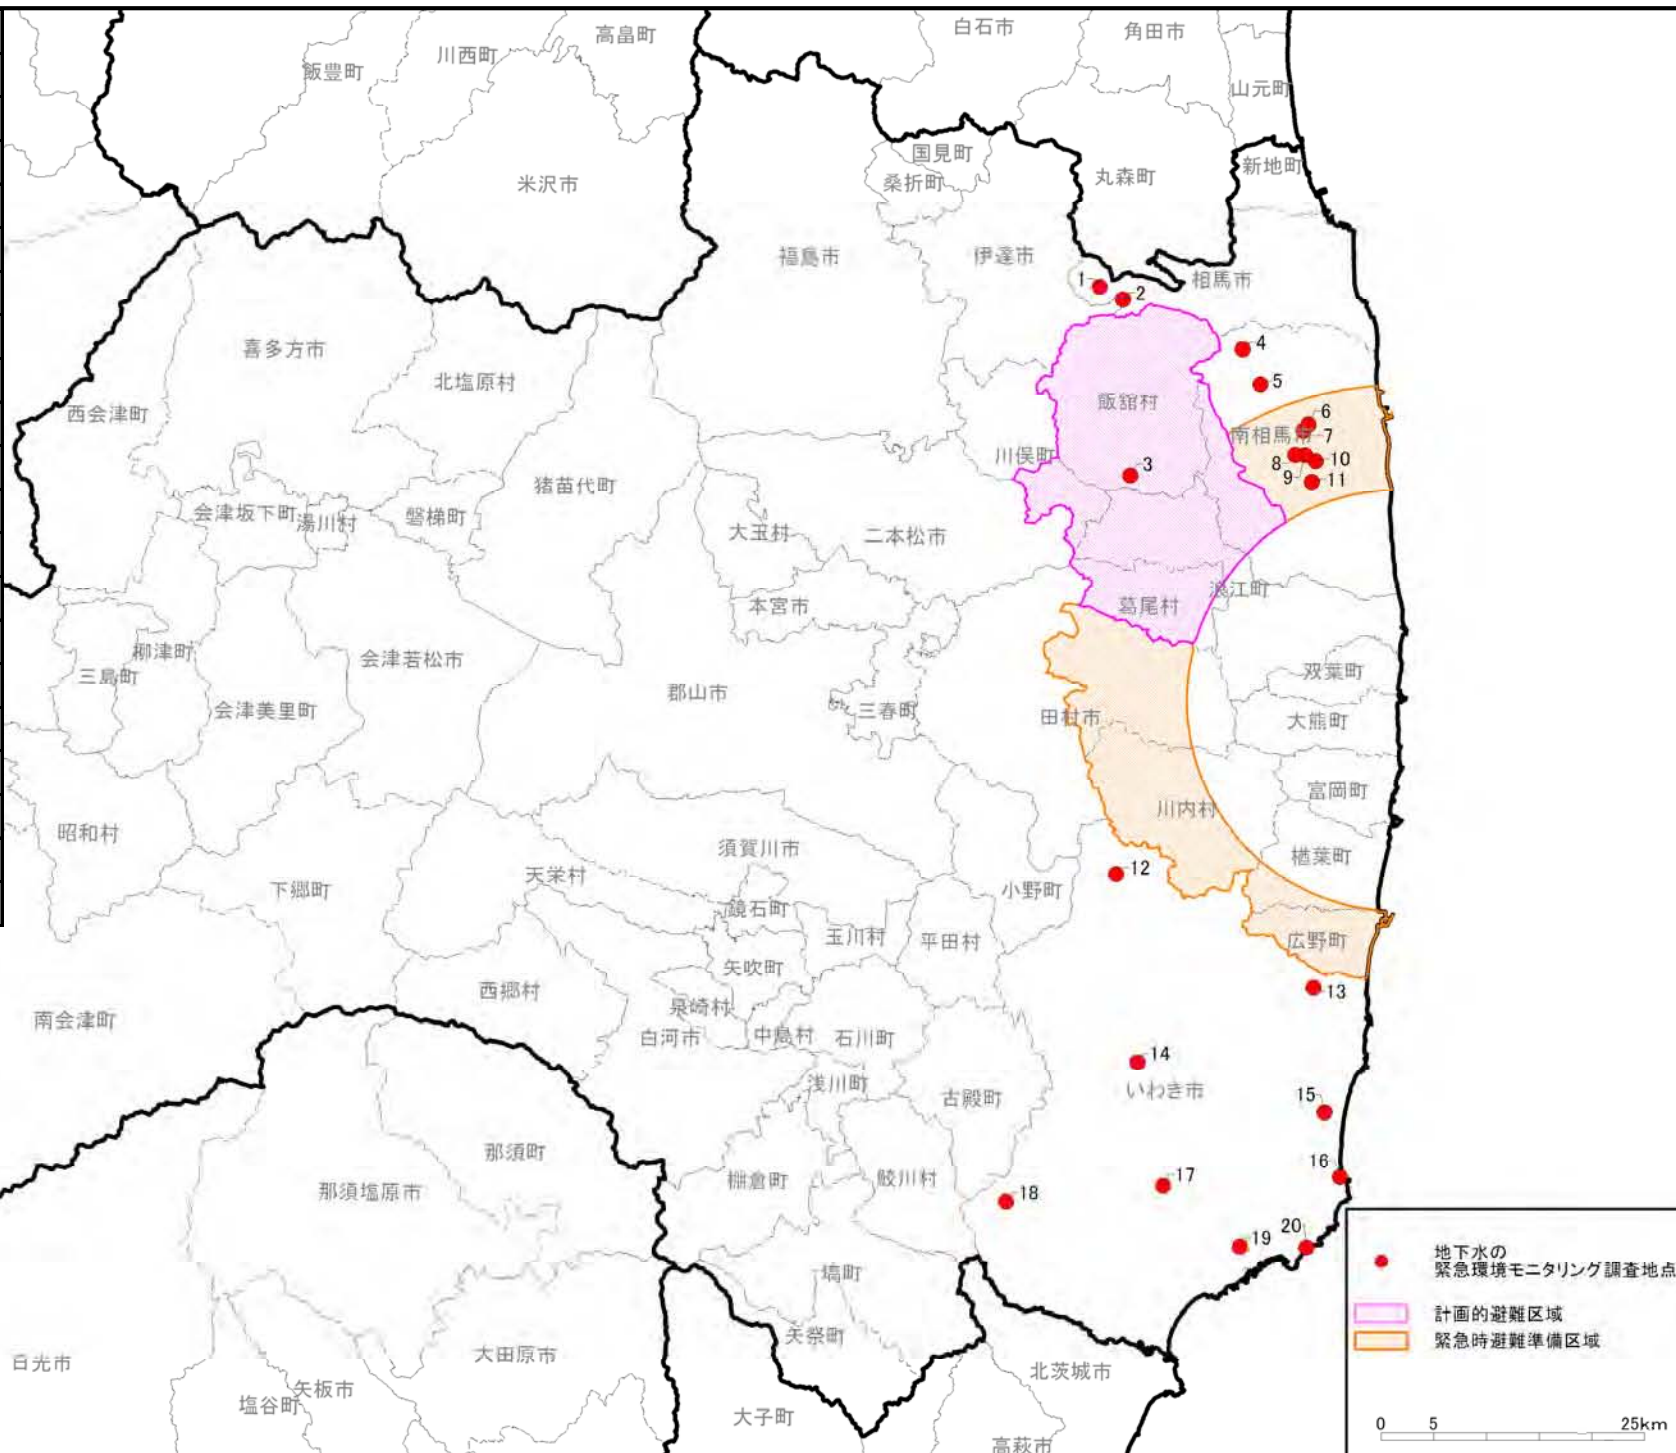 白石市
角田市
高畠町
川西町
飯豊町
山元町
国見町
新地町
丸森町
米沢市
桑折町
福島市
伊達市
相馬市
1
2
4
喜多方市
北塩原村
5
飯舘村
西会津町
6
南相馬市
7
川俣町
8
10
3
9
11
猪苗代町
会津坂下町
湯川村
磐梯町
大玉村
二本松市
浪江町
本宮市
葛尾村
柳津町
会津若松市
三島町
双葉町
郡山市
会津美里町
三春町
田村市
大熊町
富岡町
川内村
昭和村
須賀川市
楢葉町
12
天栄村
下郷町
小野町
鏡石町
玉川村
平田村
広野町
矢吹町
西郷村
13
泉崎村
南会津町
白河市
中島村
石川町
14
浅川町
いわき市
古殿町
15
那須町
16
棚倉町
鮫川村
17
那須塩原市
18
20
19
地下水の
緊急環境モニタリング調査地点
塙町
計画的避難区域
矢祭町
緊急時避難準備区域
大田原市
日光市
北茨城市
矢板市
塩谷町
大子町
0 5 25km
高萩市